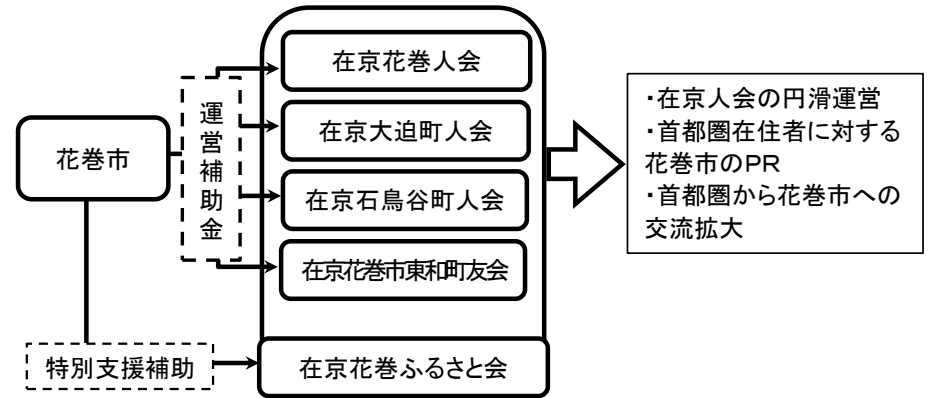 花巻市
運営補助金
在京花巻人会
在京大迫町人会
在京石鳥谷町人会
在京花巻市東和町友会
特別支援補助
在京花巻ふるさと会
・在京人会の円滑運営
・首都圏在住者に対する
花巻市のPR
・首都圏から花巻市への
交流拡大